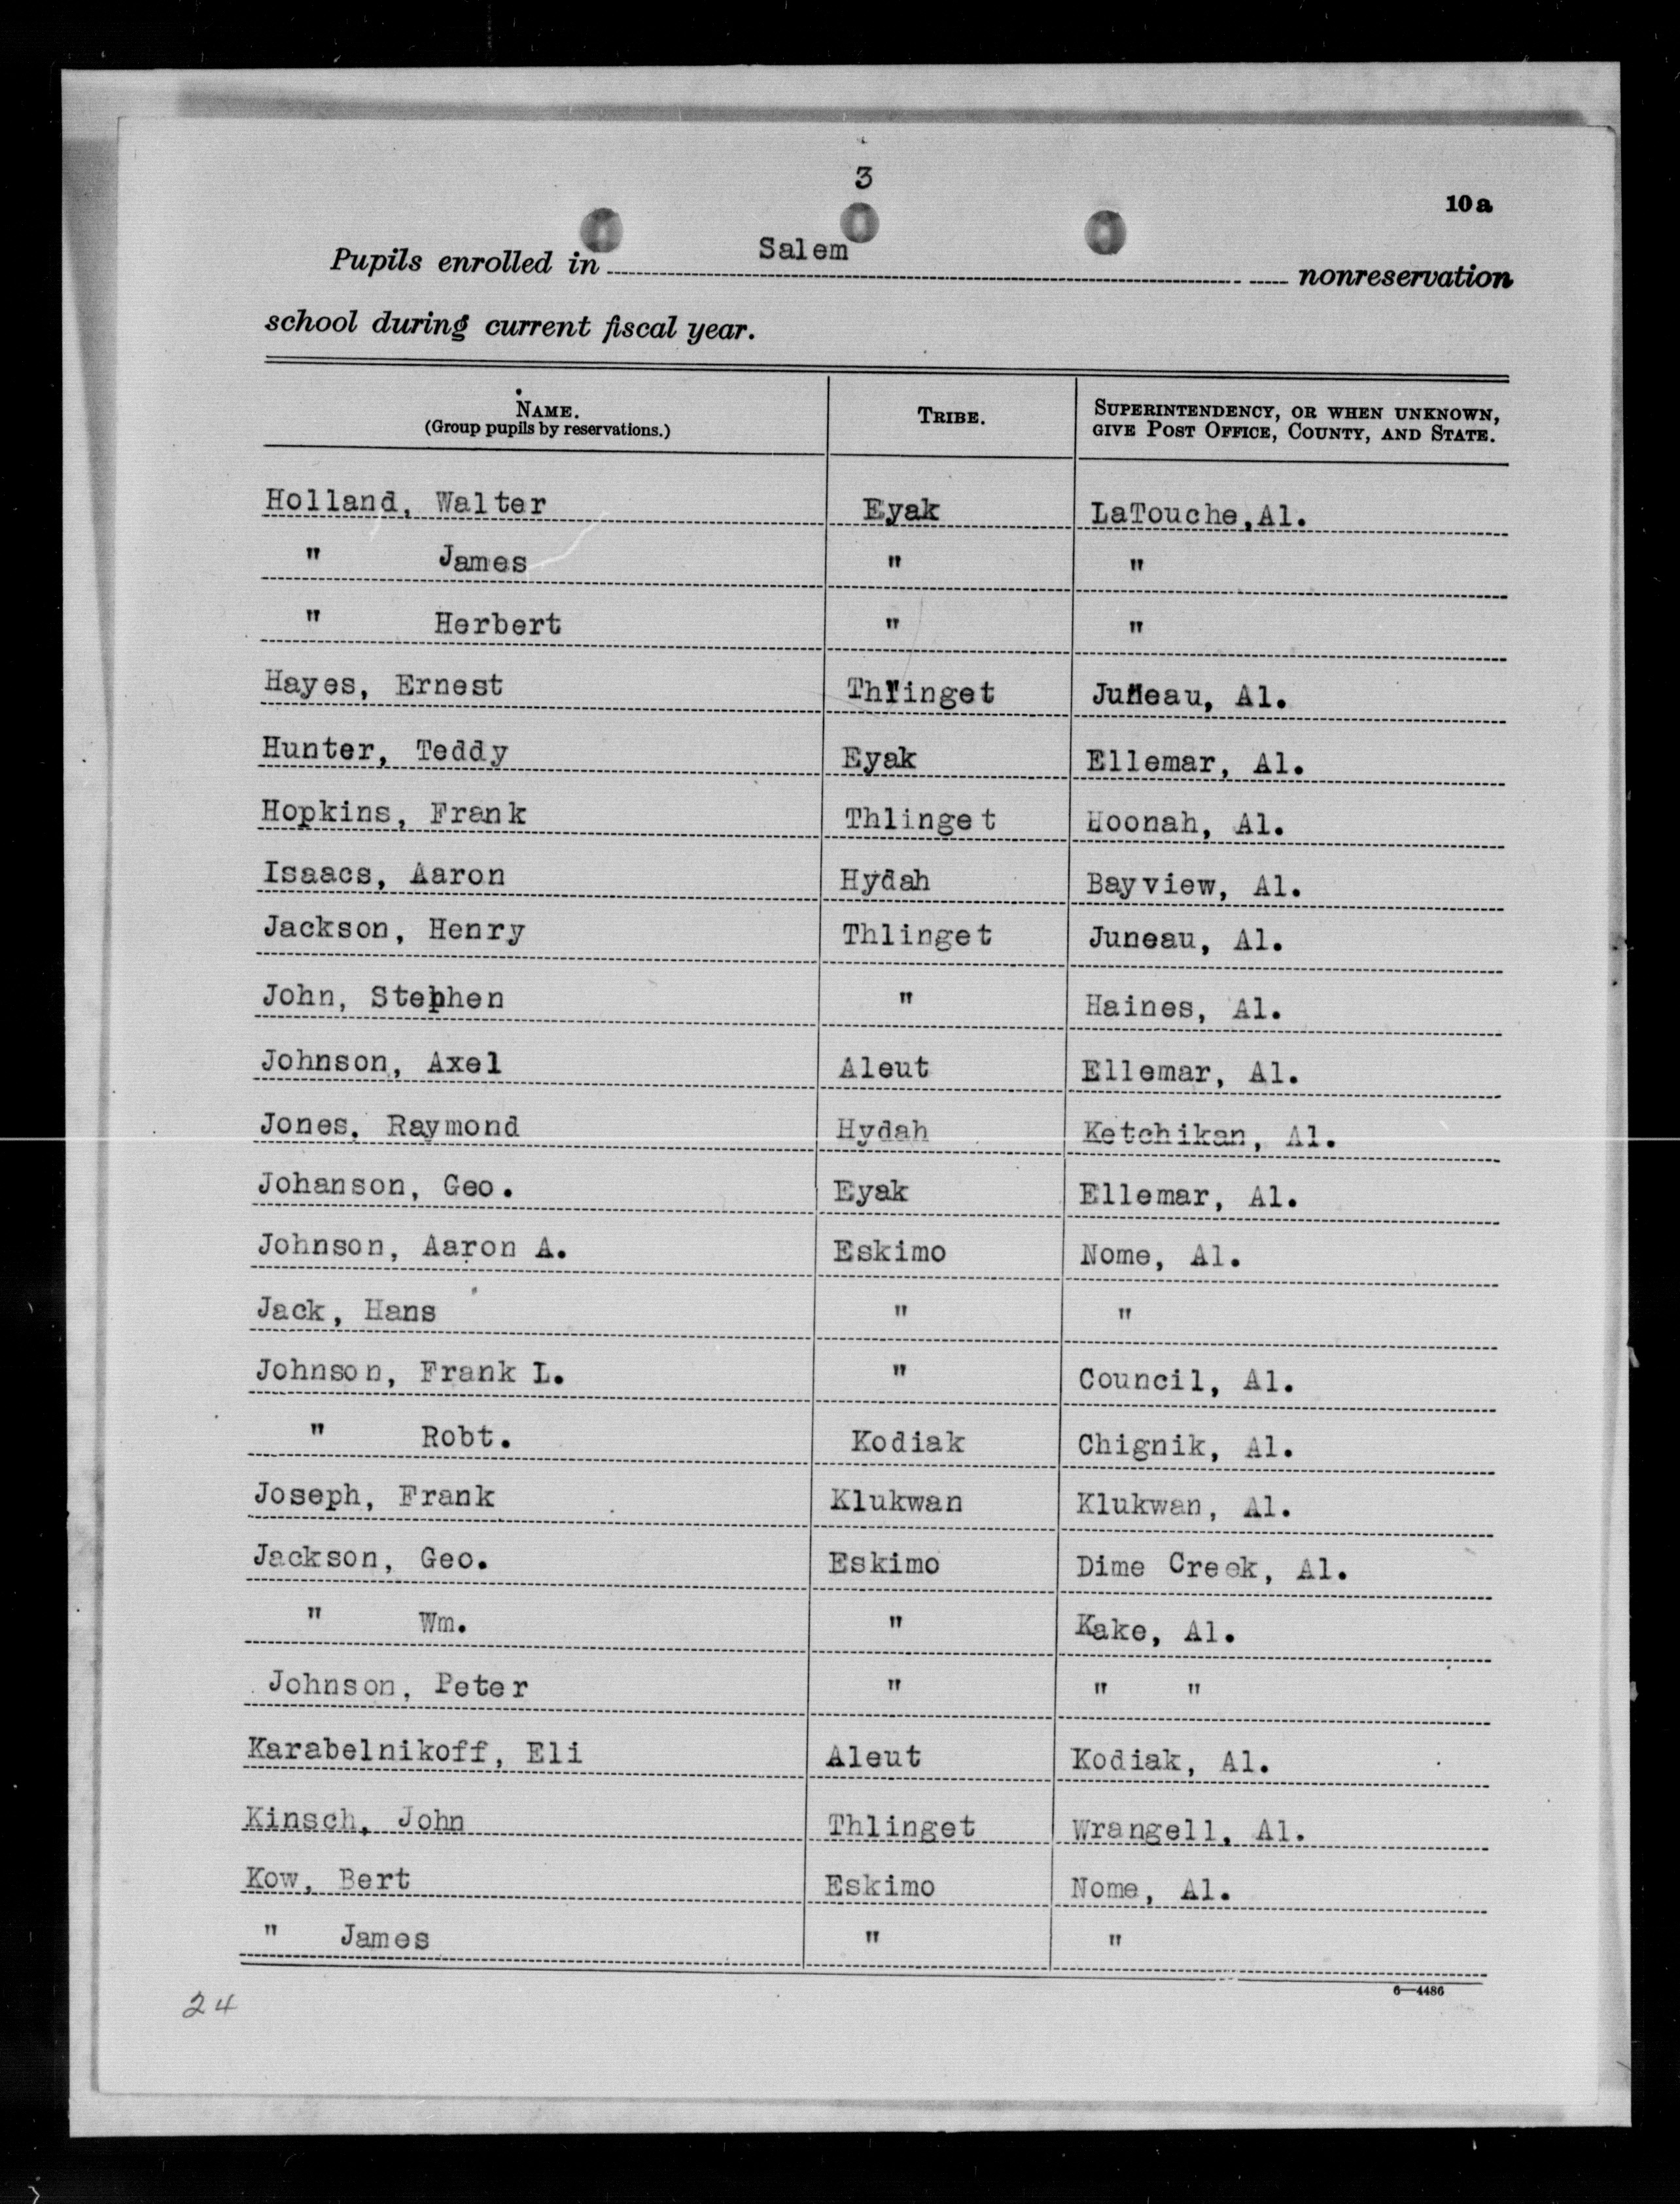 3
10a
Pupils enrolled in Salem nonreservation
school during current fiscal year.
NAME. TRIBE. SUPERINTENDENCY, OR WHEN UNKNOWN,
(Group pupils by reservations.) GIVE POST OFFICE, COUNTY, AND STATE.
Holland, Walter Eyak LaTouche, Al.
" James " "
" Herbert " "
Hayes, Ernest Thlinget Juneau, Al.
Hunter, Teddy Eyak Ellemar, Al.
Hopkins, Frank Thlinget Hoonah, Al.
Isaacs, Aaron Hydah Bayview, Al.
Jackson, Henry Thlinget Juneau, Al.
John, Stephen " Haines, Al.
Johnson, Axel Aleut Ellemar, Al.
Jones, Raymond Hydah Ketchikan, Al.
Johanson, Geo. Eyak Ellemar, Al.
Johnson, Aaron A. Eskimo Nome, Al.
Jack, Hans " "
Johnson, Frank L. " Council, Al.
" Robt. Kodiak Chignik, Al.
Joseph, Frank Klukwan Klukwan, Al.
Jackson, Geo. Eskimo Dime Creek, Al.
" Wm. " Kake, Al.
Johnson, Peter " " "
Karabelnikoff, Eli Aleut Kodiak, Al.
Kinsch, John Thlinget Wrangell, Al.
Kow, Bert Eskimo Nome, Al.
" James " "
6—4486
24